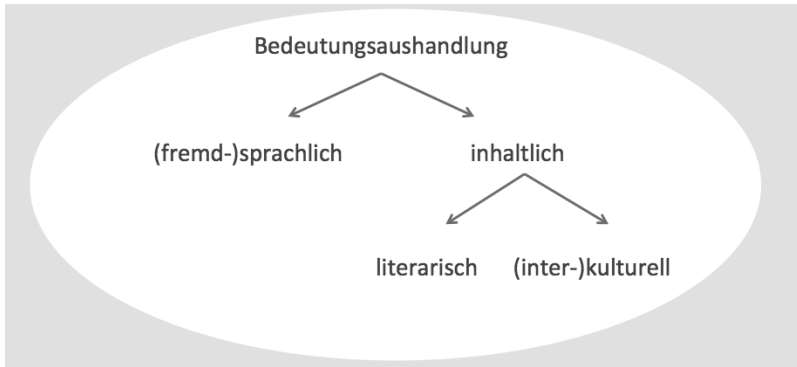 Bedeutungsaushandlung
(fremd-)sprachlich inhaltlich
literarisch (inter-)kulturell